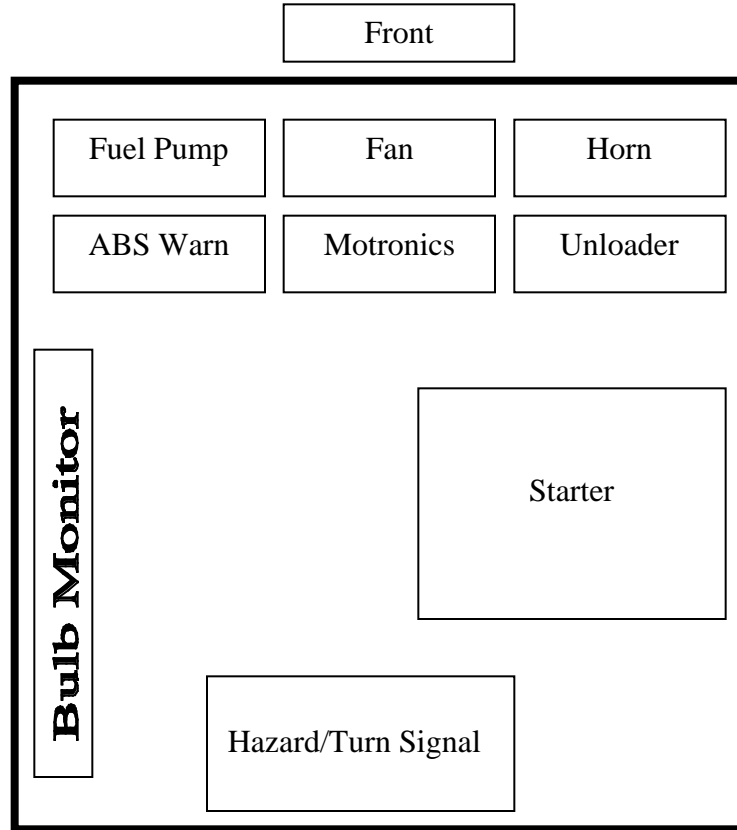 Front
Fuel Pump
Fan
Horn
ABS Warn
Motronics
Unloader
Bulb Monitor
Starter
Hazard/Turn Signal